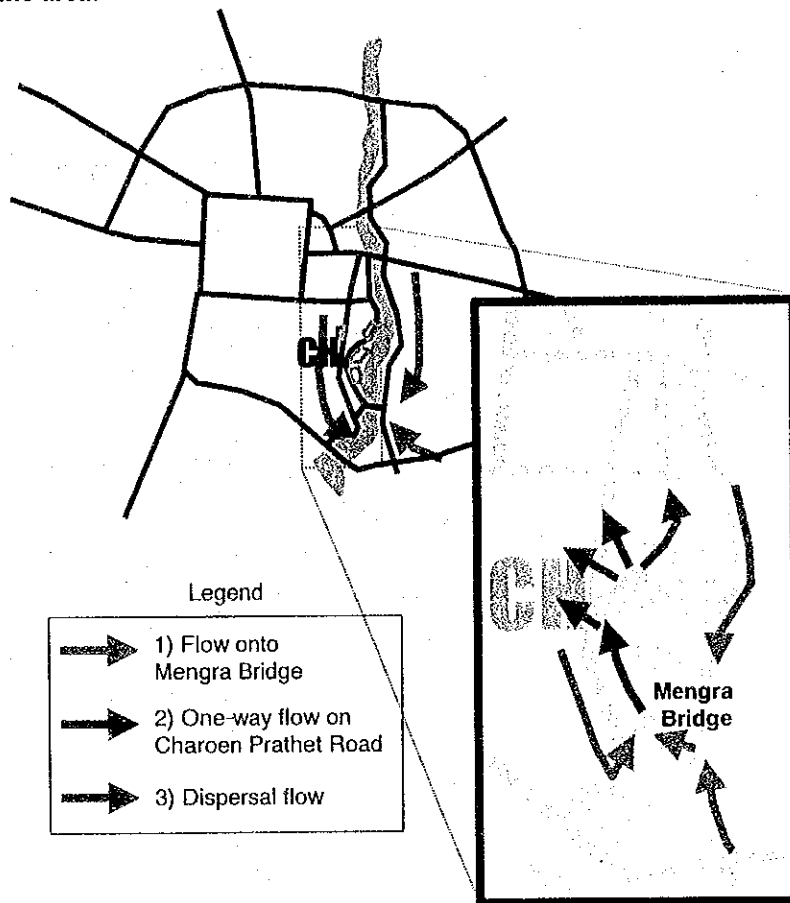 CH
CH
Mengra
Bridge
Legend
1) Flow onto
Mengra Bridge
2) One-way flow on
Charoen Prathet Road
3) Dispersal flow